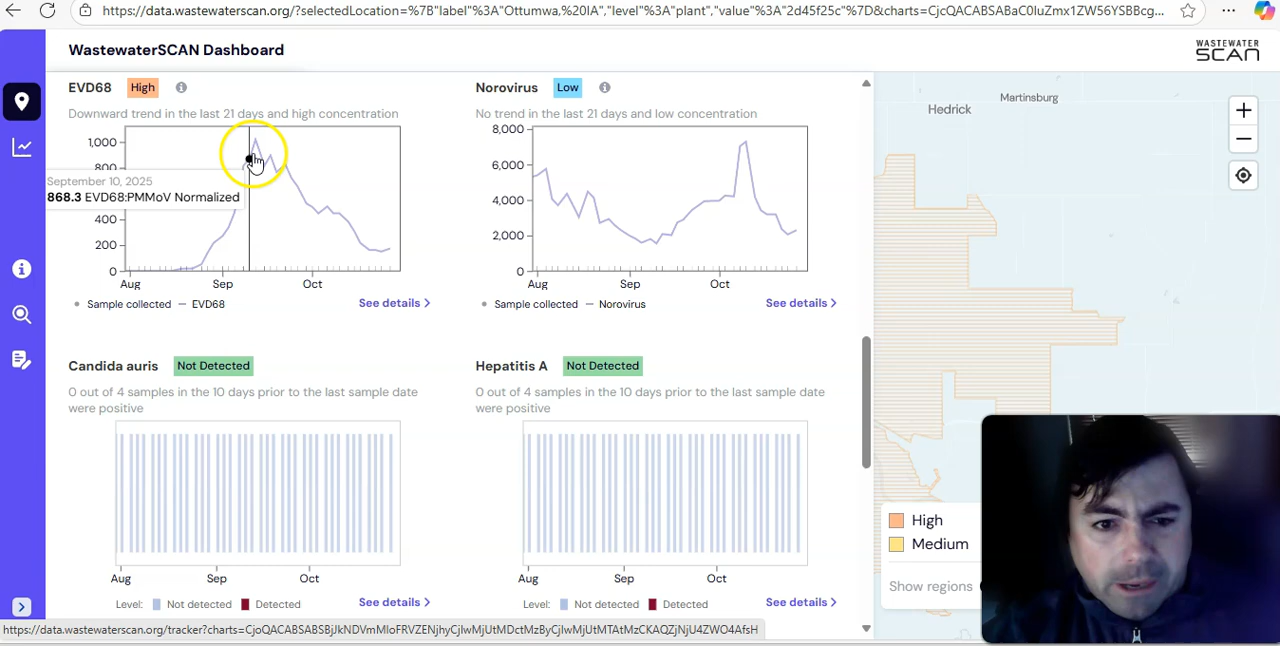 https://data.wastewaterscan.org/?selectedLocation=%7B"label"%3A"Ottumwa,%20IA","level"%3A"plant","value"%3A"2d45f25c"%7D&charts=CjcQACABSABaC0luZmx1ZW56YSBBcg...
WastewaterSCAN Dashboard
WASTEWATER
SCAN
EVD68 High
Downward trend in the last 21 days and high concentration
1,000
800
400
200
0
September 10, 2025
868.3 EVD68:PMMoV Normalized
Aug Sep Oct
Sample collected EVD68
See details >
Norovirus Low
No trend in the last 21 days and low concentration
8,000
6,000
4,000
2,000
0
Aug Sep Oct
Sample collected Norovirus
See details >
Candida auris Not Detected
0 out of 4 samples in the 10 days prior to the last sample date
were positive
Aug Sep Oct
Level: Not detected Detected
See details >
Hepatitis A Not Detected
0 out of 4 samples in the 10 days prior to the last sample date
were positive
Aug Sep Oct
Level: Not detected Detected
See details >
Hedrick
Martinsburg
High
Medium
Show regions